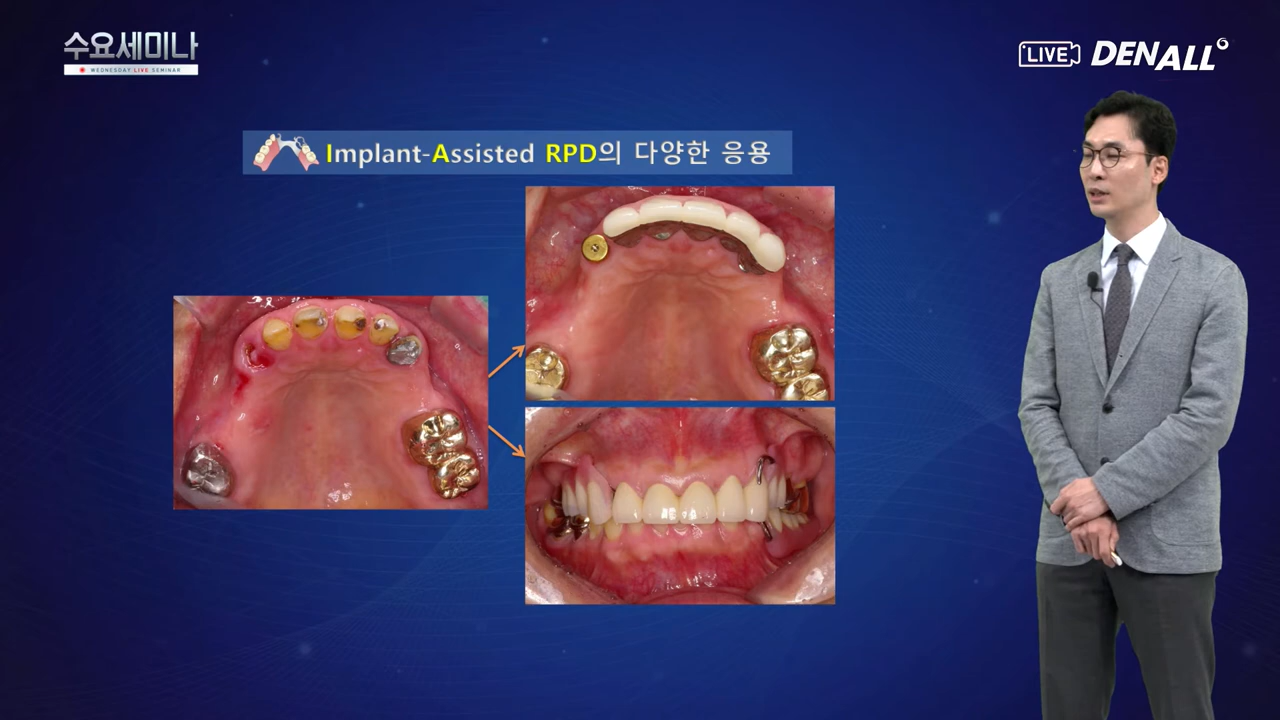 수요세미나
WEDNESDAY LIVE SEMINAR
LIVE DENALL
Implant-Assisted RPD의 다양한 응용